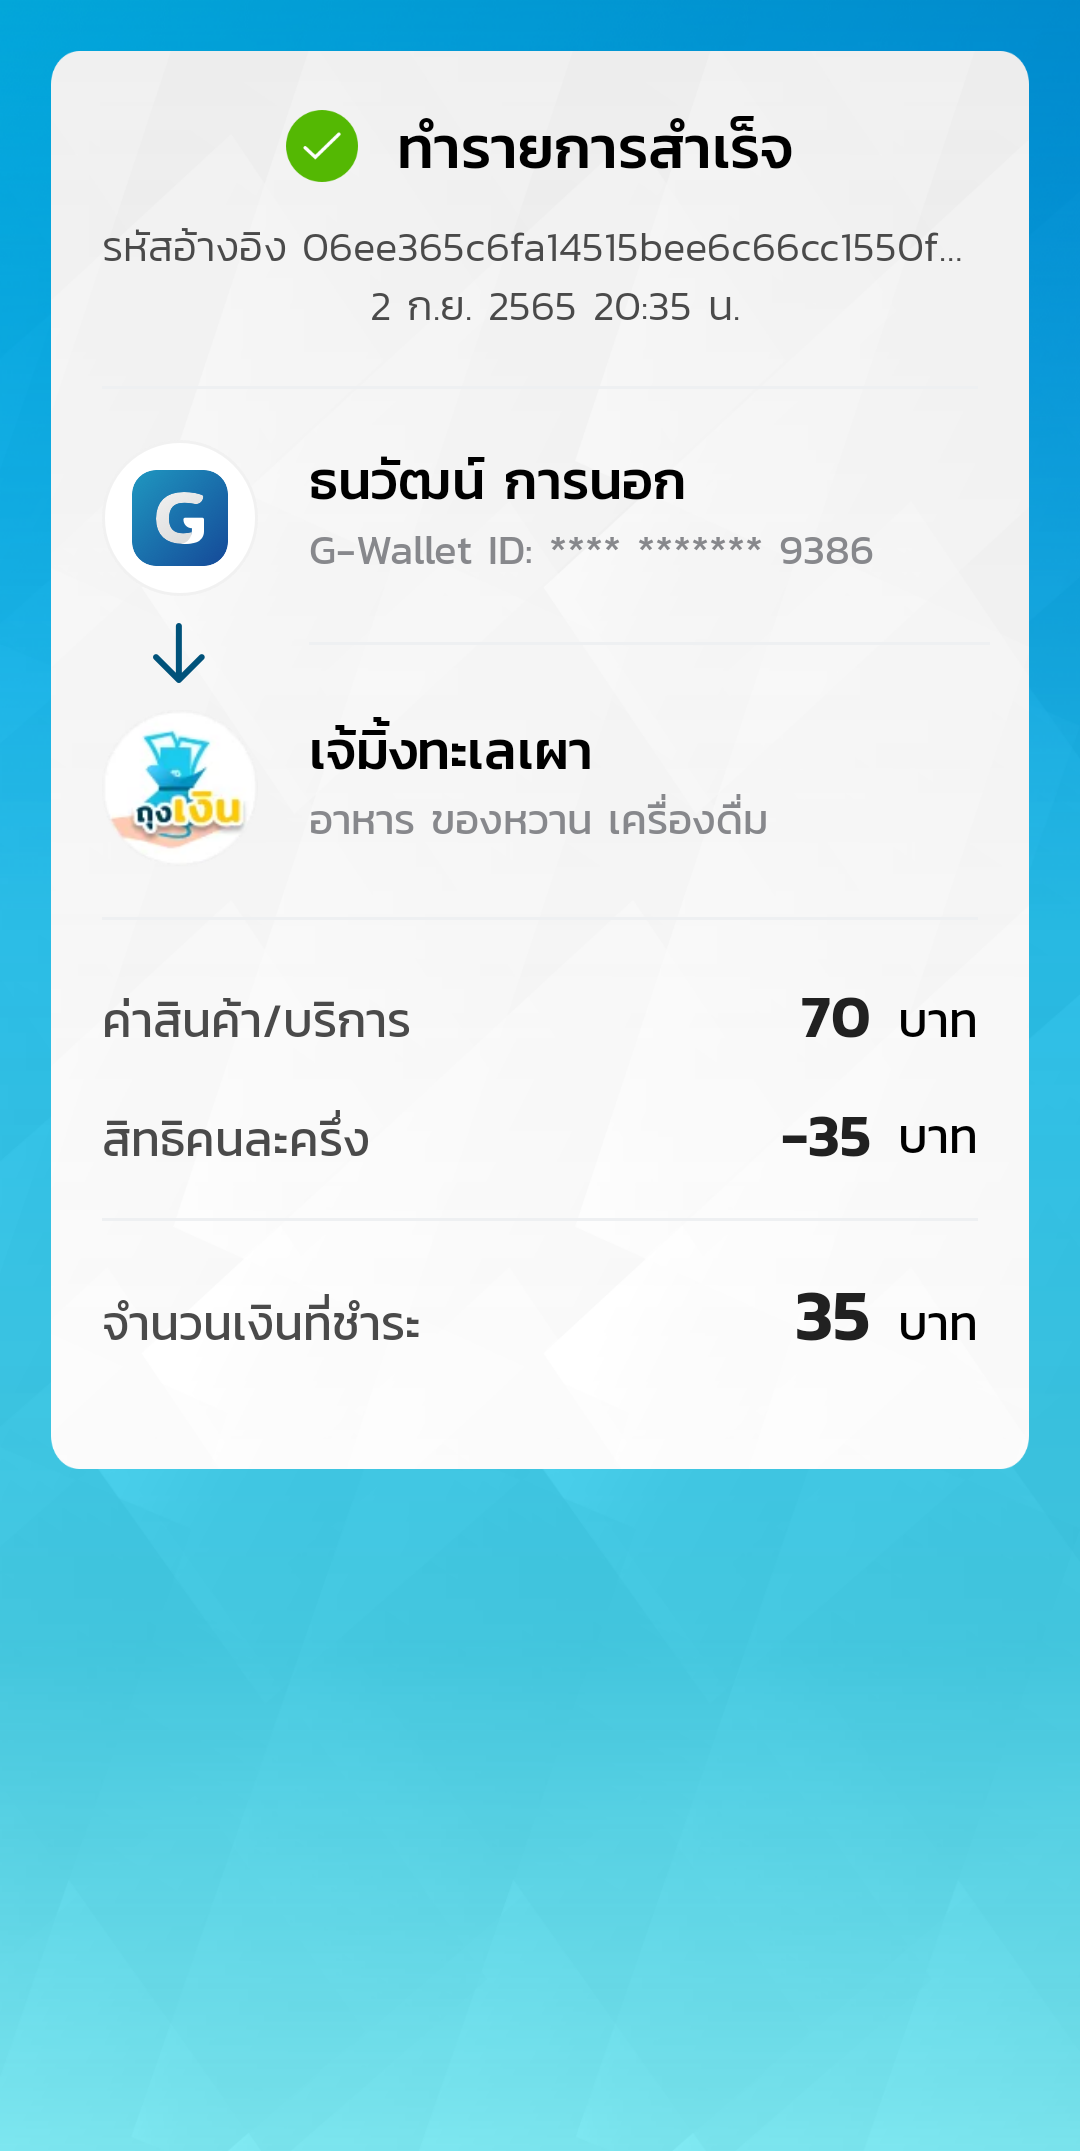 ทำรายการสำเร็จ
รหัสอ้างอิง 06ee365c6fa14515bee6c66cc1550f...
2 ก.ย. 2565 20:35 น.
G
ธนวัฒน์ การนอก
G-Wallet ID: **** ******* 9386
ถุงเงิน
เจ้มิ้งทะเลเผา
อาหาร ของหวาน เครื่องดื่ม
ค่าสินค้า/บริการ 70 บาท
สิทธิคนละครึ่ง -35 บาท
จำนวนเงินที่ชำระ 35 บาท